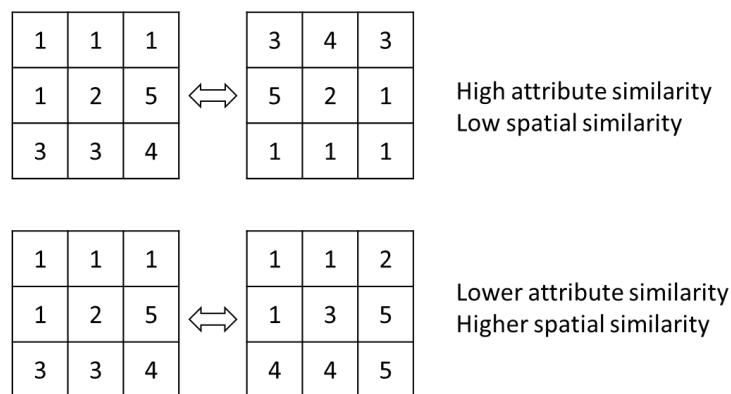 1 1 1 3 4 3
1 2 5 5 2 1
3 3 4 1 1 1
High attribute similarity
Low spatial similarity
1 1 1 1 1 2
1 2 5 1 3 5
3 3 4 4 4 5
Lower attribute similarity
Higher spatial similarity